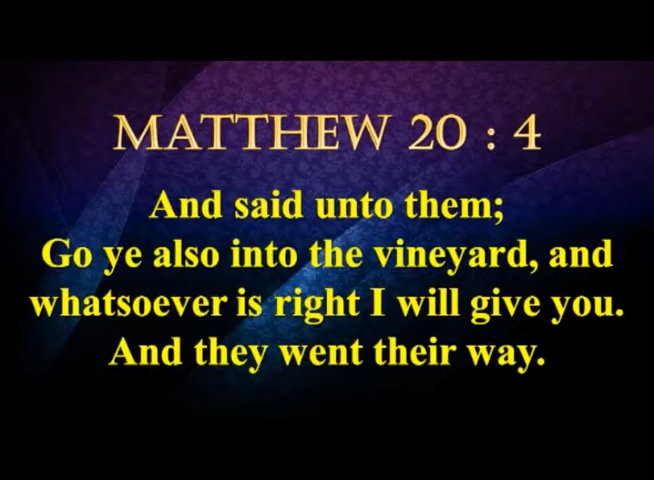 MATTHEW 20 : 4
And said unto them;
Go ye also into the vineyard, and
whatsoever is right I will give you.
And they went their way.